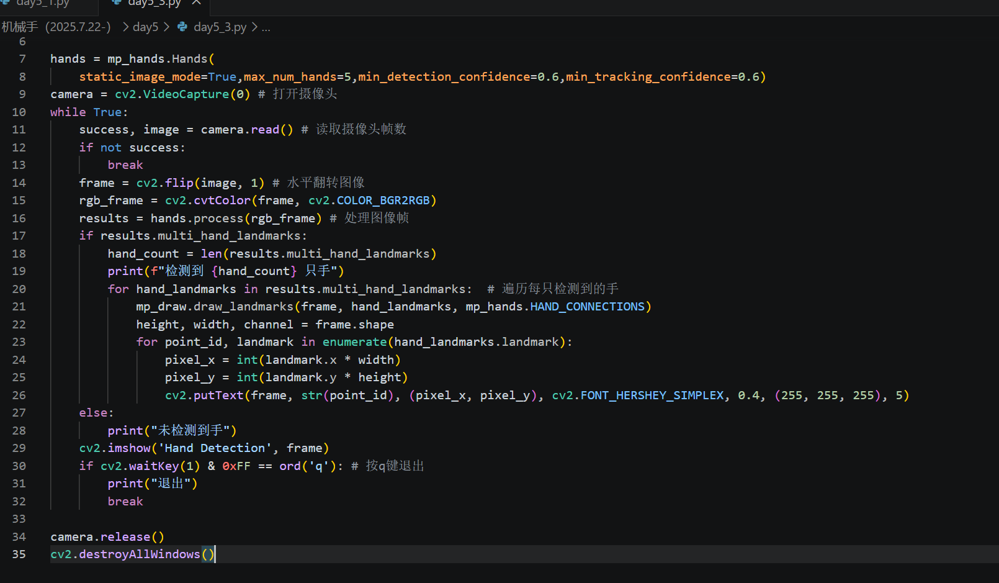 day5_1.py day5_3.py ×
机械手 (2025.7.22-) > day5 > day5_3.py > ...
6
7 hands = mp_hands.Hands(
8     static_image_mode=True,max_num_hands=5,min_detection_confidence=0.6,min_tracking_confidence=0.6)
9 camera = cv2.VideoCapture(0) # 打开摄像头
10 while True:
11     success, image = camera.read() # 读取摄像头帧数
12     if not success:
13         break
14     frame = cv2.flip(image, 1) # 水平翻转图像
15     rgb_frame = cv2.cvtColor(frame, cv2.COLOR_BGR2RGB)
16     results = hands.process(rgb_frame) # 处理图像帧
17     if results.multi_hand_landmarks:
18         hand_count = len(results.multi_hand_landmarks)
19         print(f"检测到 {hand_count} 只手")
20         for hand_landmarks in results.multi_hand_landmarks:  # 遍历每只检测到的手
21             mp_draw.draw_landmarks(frame, hand_landmarks, mp_hands.HAND_CONNECTIONS)
22             height, width, channel = frame.shape
23             for point_id, landmark in enumerate(hand_landmarks.landmark):
24                 pixel_x = int(landmark.x * width)
25                 pixel_y = int(landmark.y * height)
26                 cv2.putText(frame, str(point_id), (pixel_x, pixel_y), cv2.FONT_HERSHEY_SIMPLEX, 0.4, (255, 255, 255), 5)
27     else:
28         print("未检测到手")
29     cv2.imshow('Hand Detection', frame)
30     if cv2.waitKey(1) & 0xFF == ord('q'): # 按q键退出
31         print("退出")
32         break
33
34 camera.release()
35 cv2.destroyAllWindows()